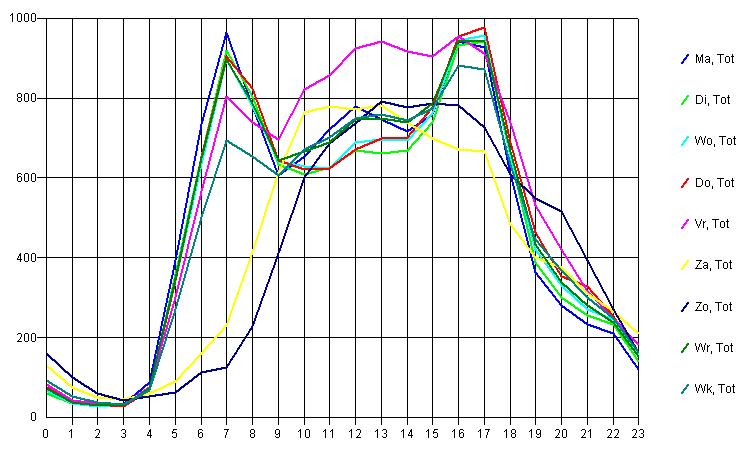 1000
800
600
400
200
0
0 1 2 3 4 5 6 7 8 9 10 11 12 13 14 15 16 17 18 19 20 21 22 23
Ma, Tot
Di, Tot
Wo, Tot
Do, Tot
Vr, Tot
Za, Tot
Zo, Tot
Wr, Tot
Wk, Tot